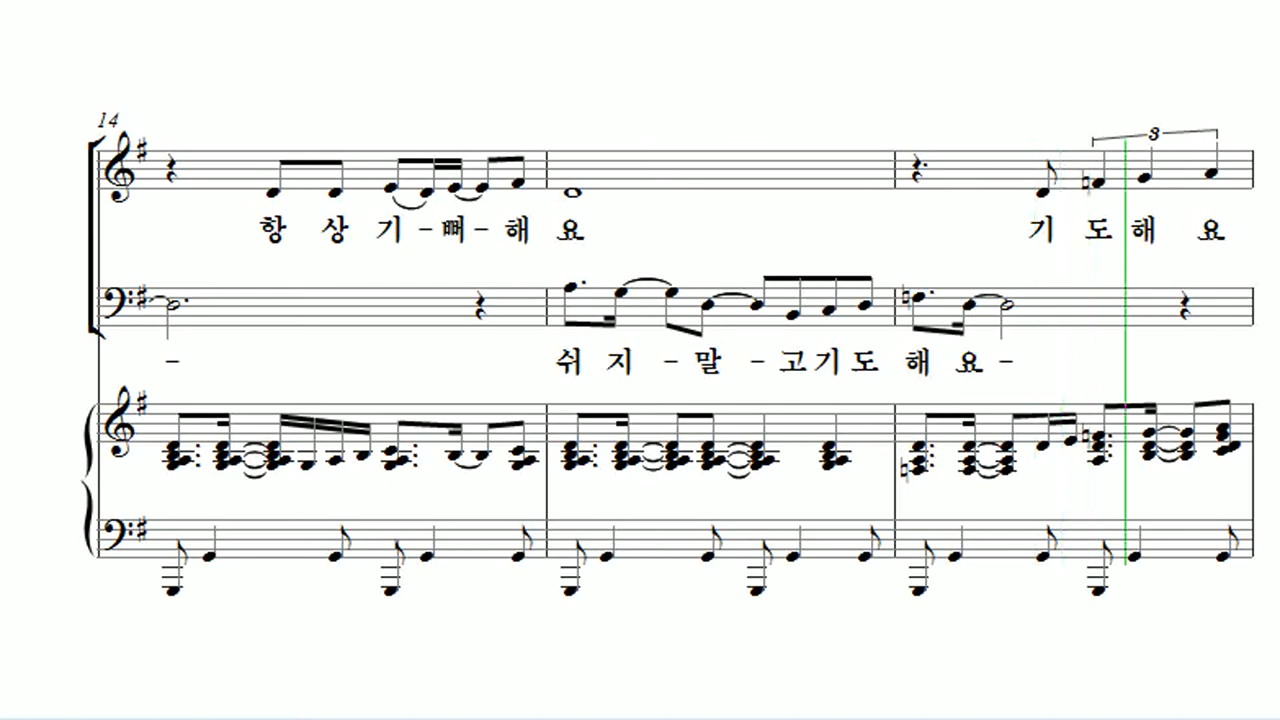 14
3
항 상 기 - 뻐 - 해 요 기 도 해 요
- 쉬 지 - 말 - 고 기 도 해 요 -